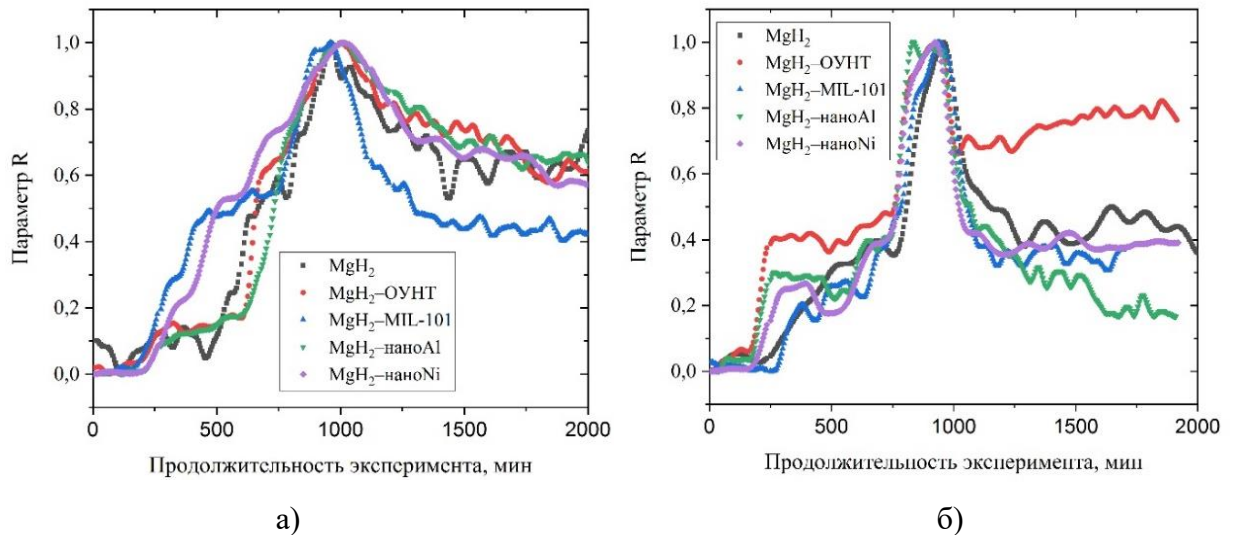 1,0
0,8
0,6
0,4
0,2
0,0
Параметр R
MgH₂
MgH₂–ОУНТ
MgH₂–MIL-101
MgH₂–наноAl
MgH₂–наноNi
0 500 1000 1500 2000
Продолжительность эксперимента, мин
а)
1,0
0,8
0,6
0,4
0,2
0,0
Параметр R
MgH₂
MgH₂–ОУНТ
MgH₂–MIL-101
MgH₂–наноAl
MgH₂–наноNi
0 500 1000 1500 2000
Продолжительность эксперимента, мин
б)